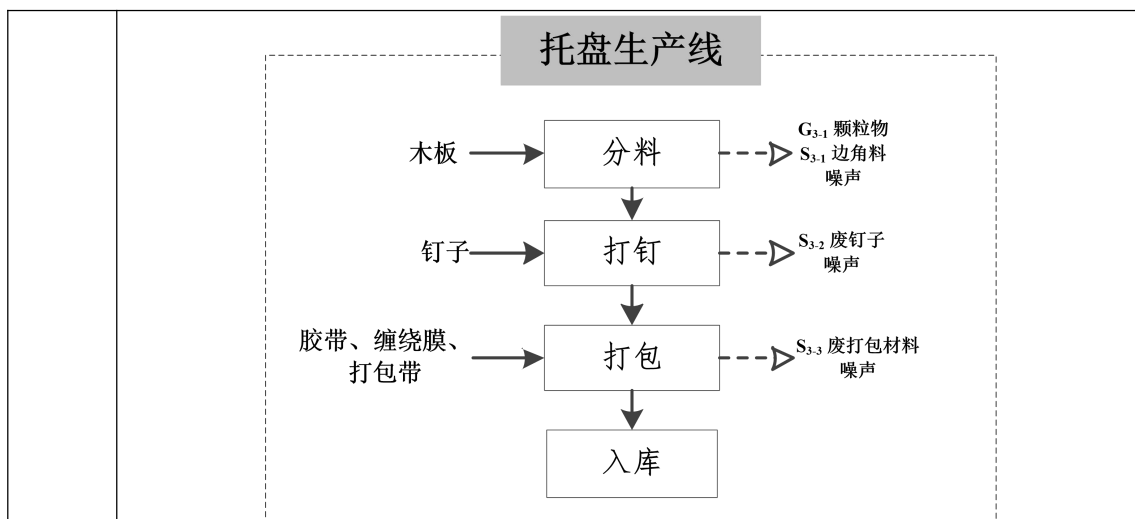 托盘生产线
木板
分料
G3-1 颗粒物
S3-1 边角料
噪声
钉子
打钉
S3-2 废钉子
噪声
胶带、缠绕膜、
打包带
打包
S3-3 废打包材料
噪声
入库